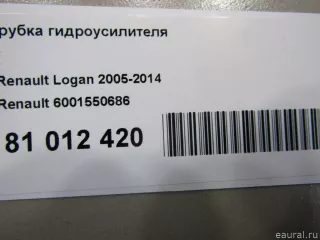 рубка гидроусилителя
Renault Logan 2005-2014
Renault 6001550686
81 012 420
eaural.ru